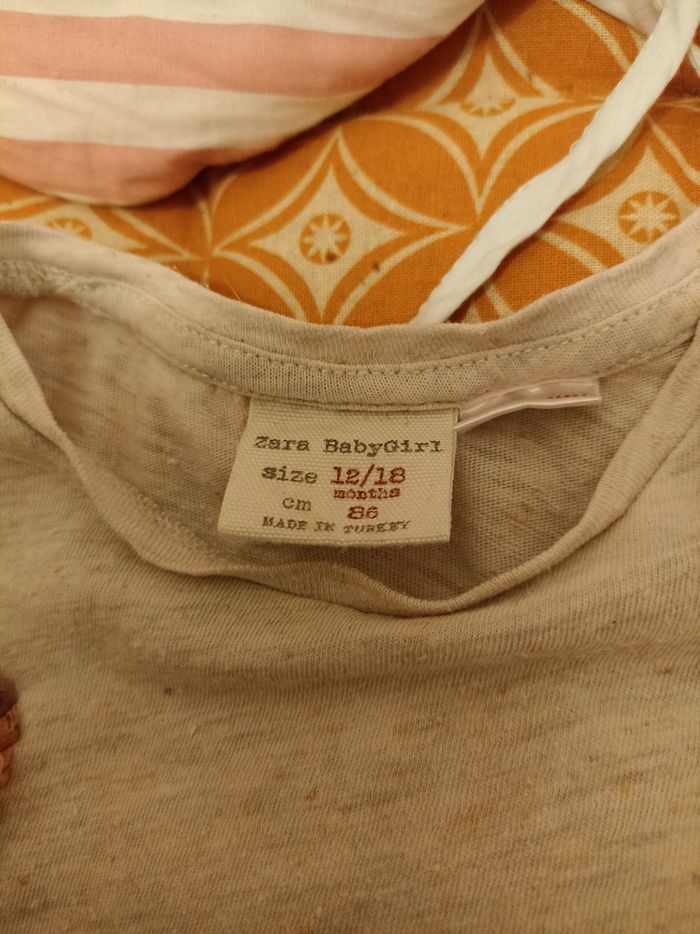 Zara BabyGirl
size 12/18
months
cm 86
MADE IN TURKEY